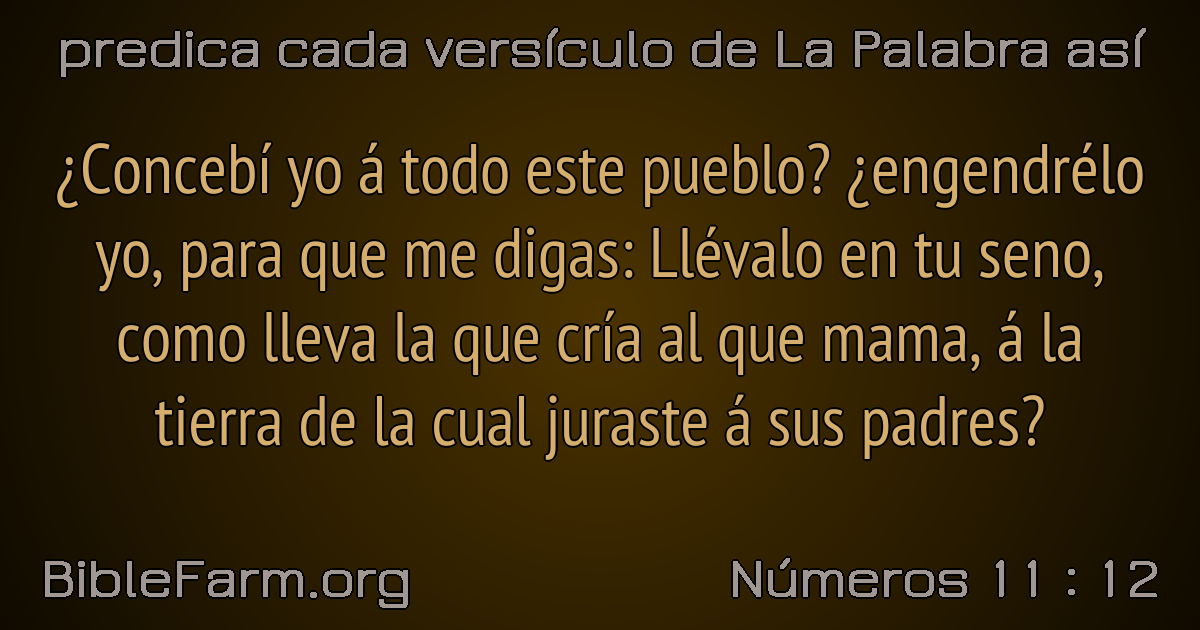 predica cada versículo de La Palabra así
¿Concebí yo á todo este pueblo? ¿engendrélo
yo, para que me digas: Llévalo en tu seno,
como lleva la que cría al que mama, á la
tierra de la cual juraste á sus padres?
BibleFarm.org
Números 11 : 12